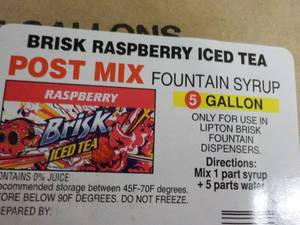 GALLONS
BRISK RASPBERRY ICED TEA
POST MIX FOUNTAIN SYRUP
RASPBERRY
5 GALLON
Brisk
ICED TEA
ONLY FOR USE IN
LIPTON BRISK
FOUNTAIN
DISPENSERS.
Directions:
Mix 1 part syrup
+ 5 parts water
ONTAINS 0% JUICE
ecommended storage between 45F-70F degrees.
TORE BELOW 90F DEGREES. DO NOT FREEZE.
EPARED BY: